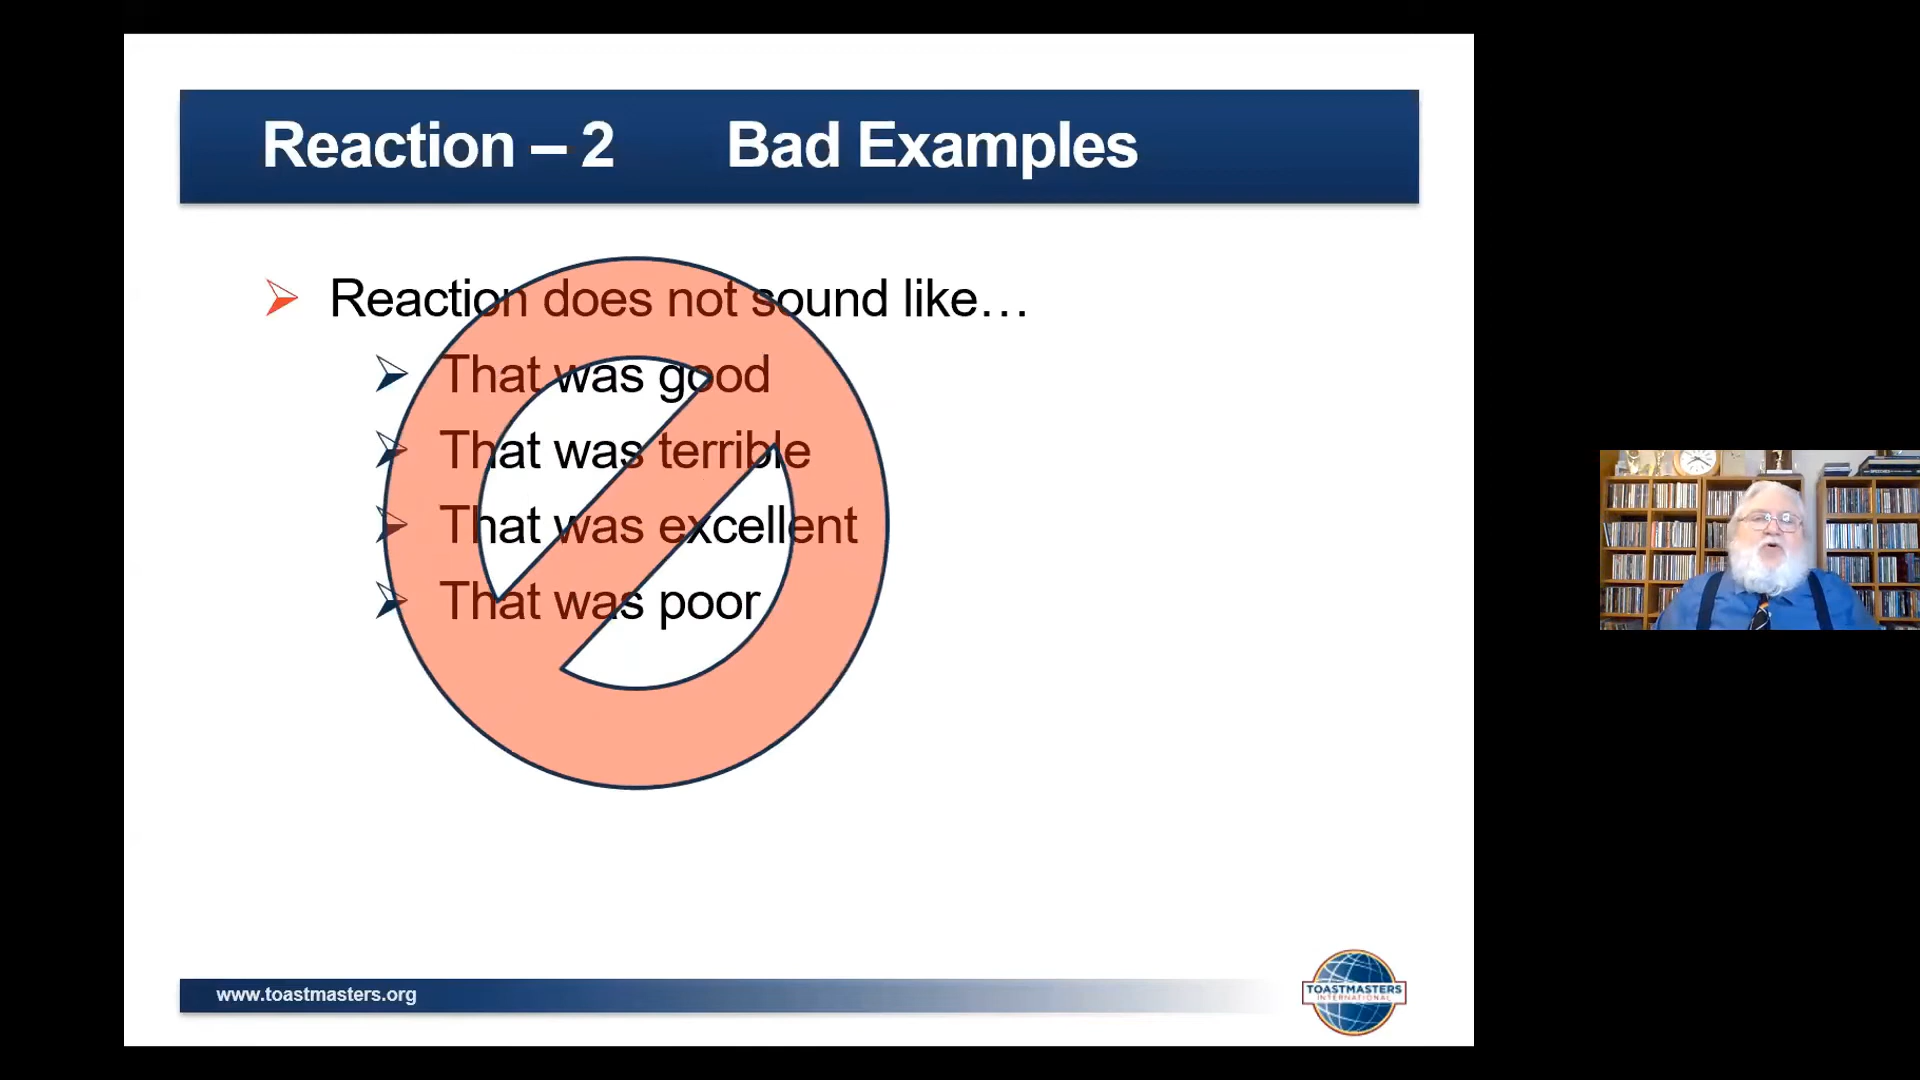 Reaction – 2 Bad Examples
Reaction does not sound like…
That was good
That was terrible
That was excellent
That was poor
www.toastmasters.org
TOASTMASTERS
INTERNATIONAL